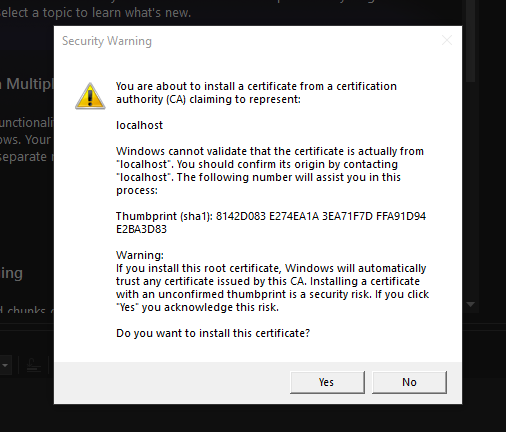 select a topic to learn what's new.
Security Warning
Multipl
You are about to install a certificate from a certification
authority (CA) claiming to represent:
localhost
Windows cannot validate that the certificate is actually from
"localhost". You should confirm its origin by contacting
"localhost". The following number will assist you in this
process:
Thumbprint (sha1): 8142D083 E274EA1A 3EA71F7D FFA91D94
E2BA3D83
Warning:
If you install this root certificate, Windows will automatically
trust any certificate issued by this CA. Installing a certificate
with an unconfirmed thumbprint is a security risk. If you click
"Yes" you acknowledge this risk.
Do you want to install this certificate?
unctionali
ows. Your
separate
ing
d chunks
Yes
No